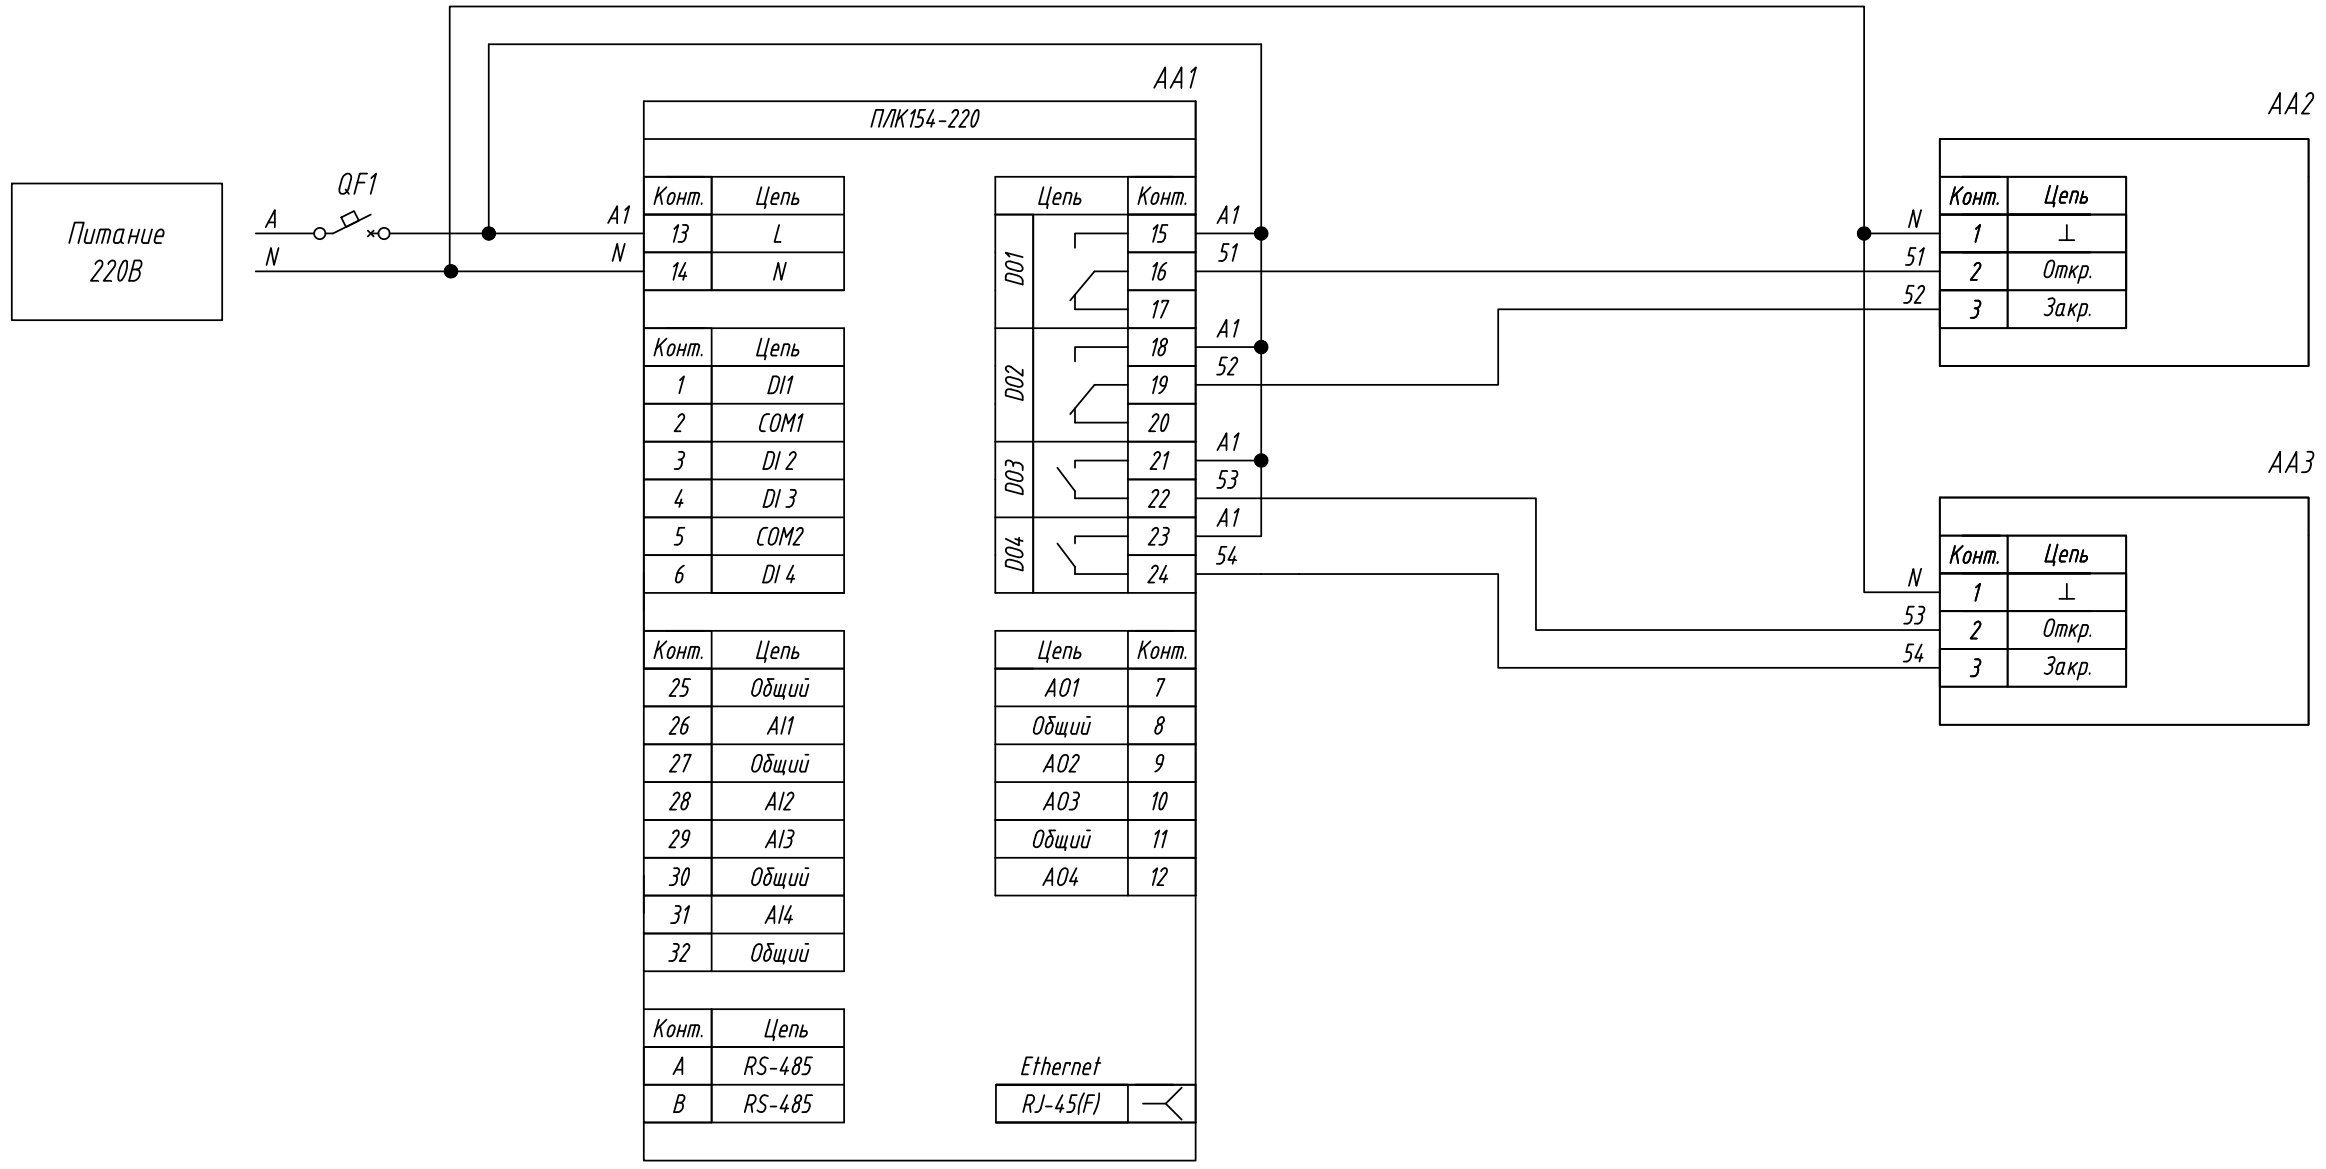 AA1
AA2
ПЛК154-220
QF1
Питание
220В
A
N
A1
N
Конт. Цепь
13 L
14 N
Конт. Цепь
1 DI1
2 COM1
3 DI 2
4 DI 3
5 COM2
6 DI 4
Конт. Цепь
25 Общий
26 AI1
27 Общий
28 AI2
29 AI3
30 Общий
31 AI4
32 Общий
Конт. Цепь
A RS-485
B RS-485
Цепь Конт.
DO1
15 A1
16 51
17
DO2
18 A1
19 52
20
DO3
21 A1
22 53
DO4
23 A1
24 54
Цепь Конт.
AO1 7
Общий 8
AO2 9
AO3 10
Общий 11
AO4 12
Ethernet
RJ-45(F)
Конт. Цепь
N 1 ⊥
51 2 Откр.
52 3 Закр.
AA3
Конт. Цепь
N 1 ⊥
53 2 Откр.
54 3 Закр.